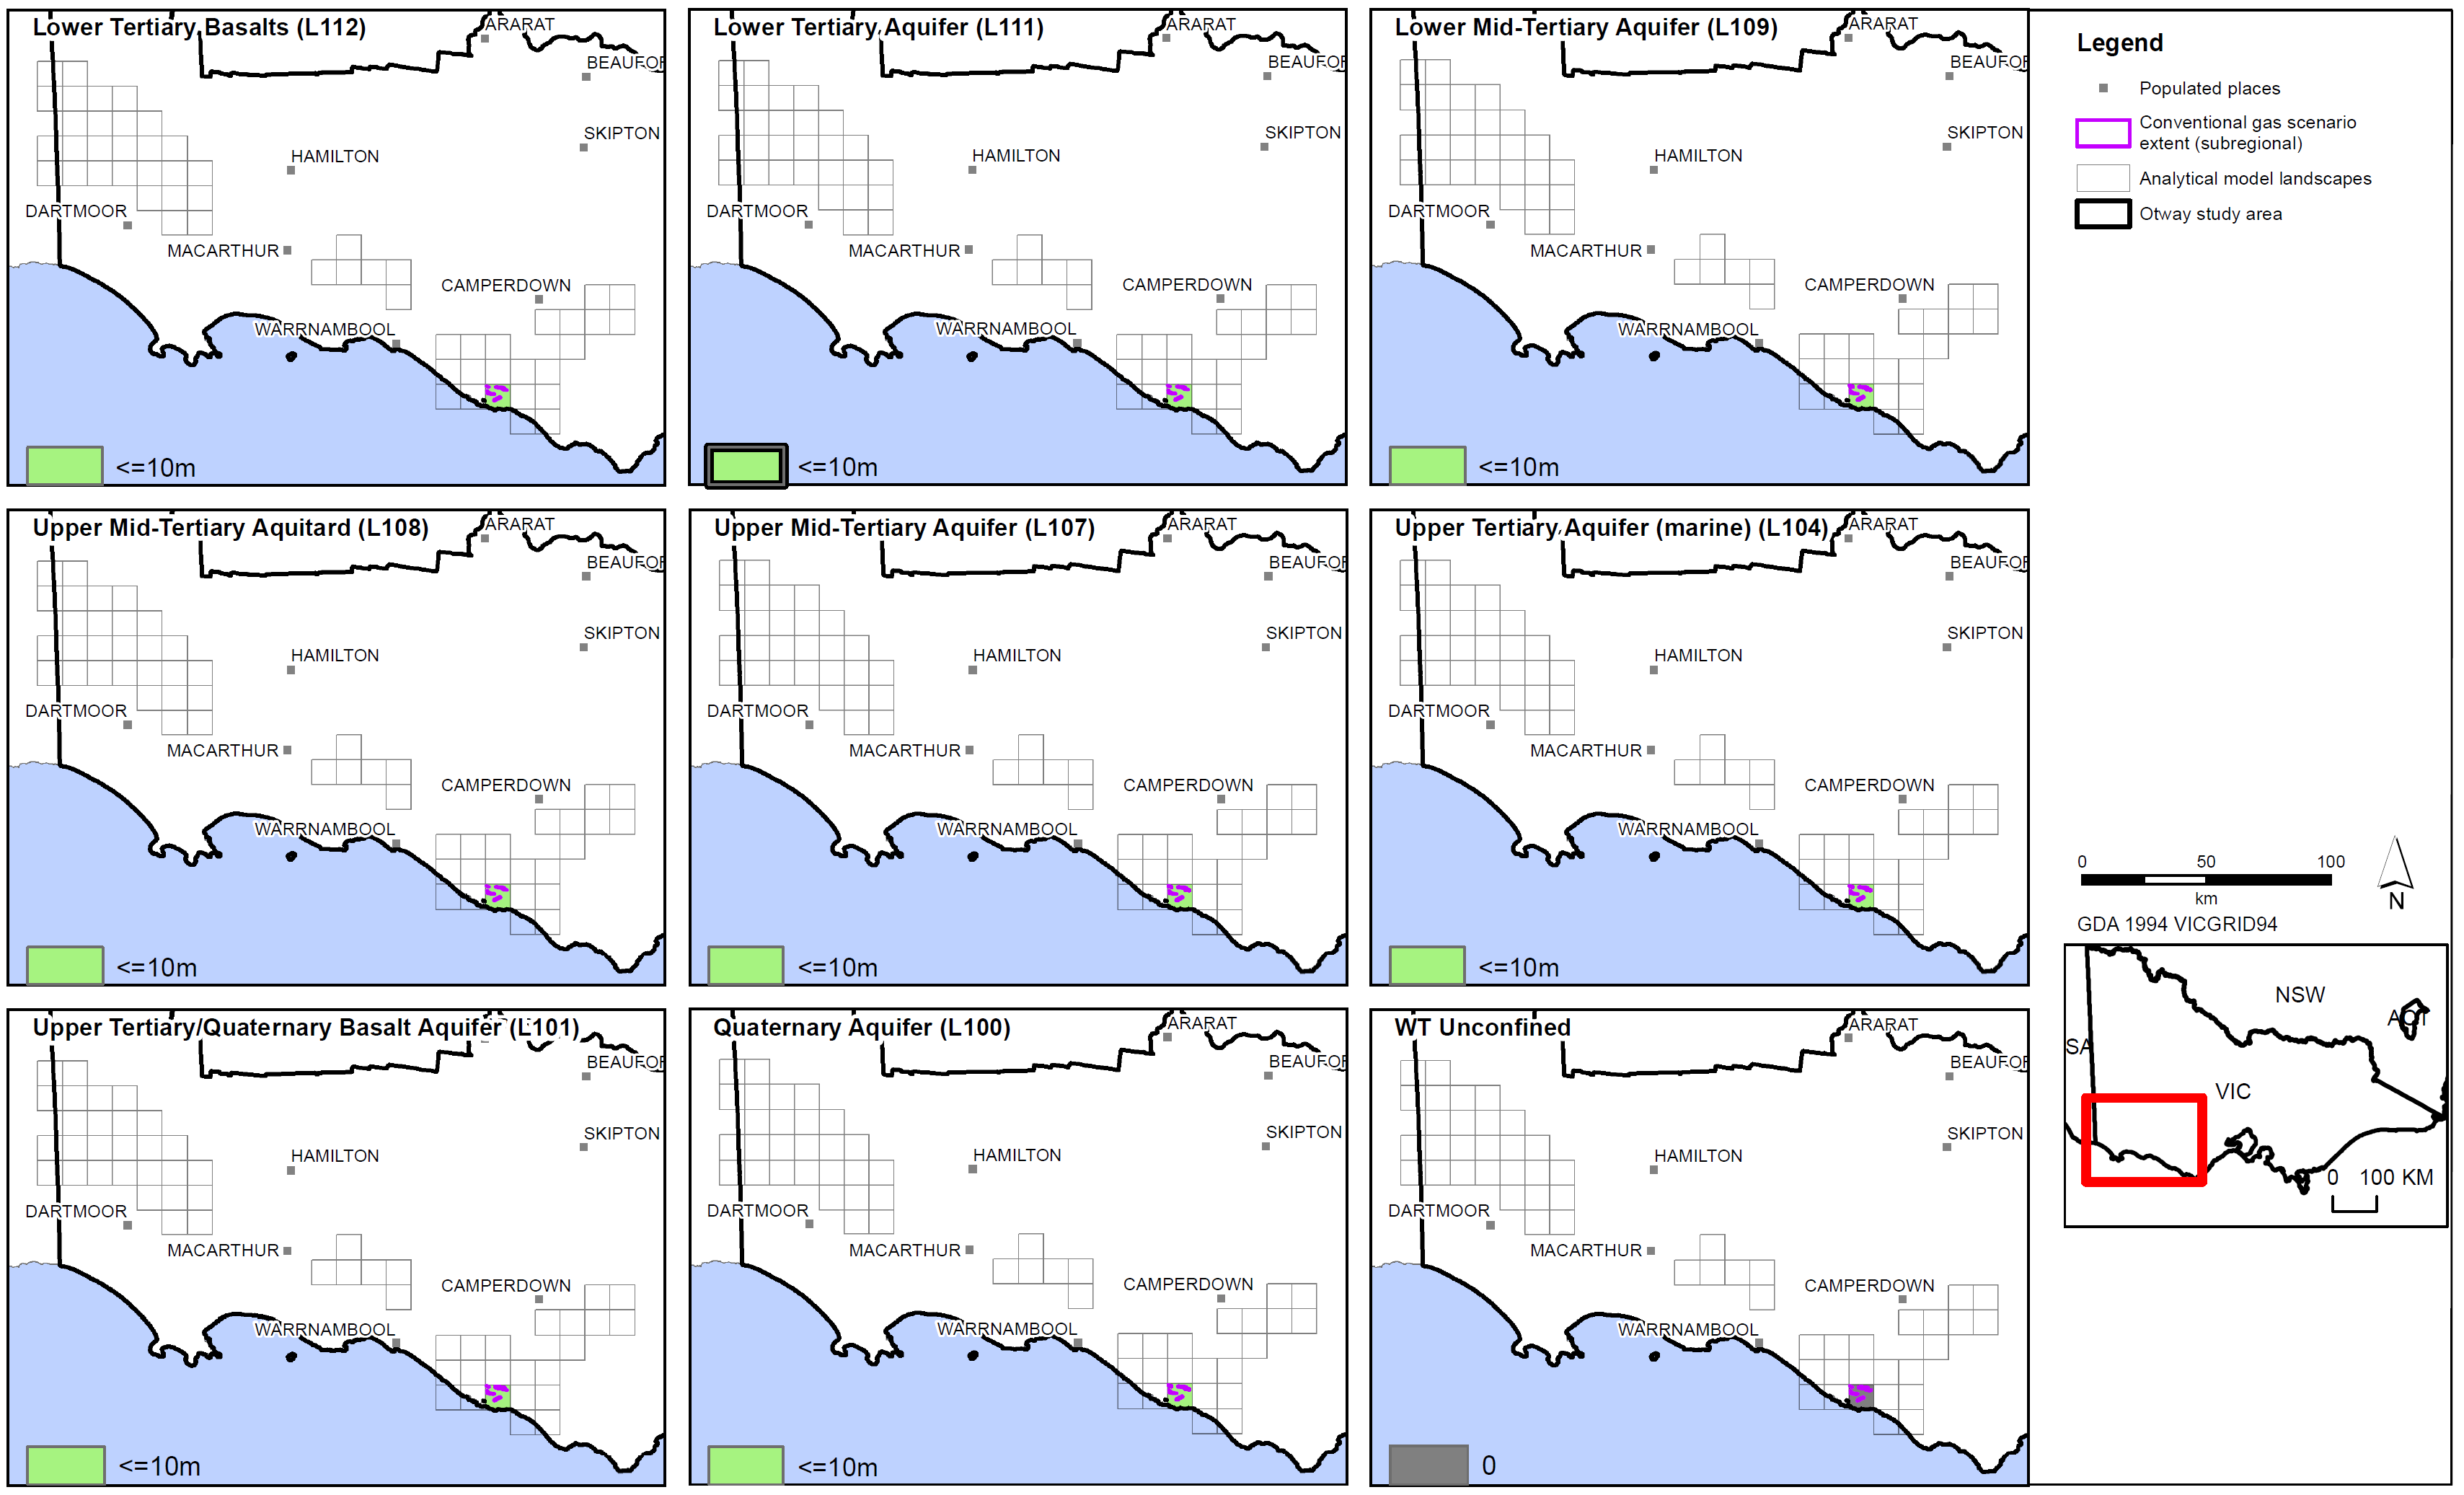 Lower Tertiary Basalts (L112)
ARARAT
BEAUFOR
SKIPTON
HAMILTON
DARTMOOR
MACARTHUR
CAMPERDOWN
WARRNAMBOOL
<=10m
Lower Tertiary Aquifer (L111)
ARARAT
BEAUFOR
SKIPTON
HAMILTON
DARTMOOR
MACARTHUR
CAMPERDOWN
WARRNAMBOOL
<=10m
Lower Mid-Tertiary Aquifer (L109)
ARARAT
BEAUFOR
SKIPTON
HAMILTON
DARTMOOR
MACARTHUR
CAMPERDOWN
WARRNAMBOOL
<=10m
Legend
Populated places
Conventional gas scenario
extent (subregional)
Analytical model landscapes
Otway study area
Upper Mid-Tertiary Aquitard (L108)
ARARAT
BEAUFOR
SKIPTON
HAMILTON
DARTMOOR
MACARTHUR
CAMPERDOWN
WARRNAMBOOL
<=10m
Upper Mid-Tertiary Aquifer (L107)
ARARAT
BEAUFOR
SKIPTON
HAMILTON
DARTMOOR
MACARTHUR
CAMPERDOWN
WARRNAMBOOL
<=10m
Upper Tertiary Aquifer (marine) (L104)
ARARAT
BEAUFOR
SKIPTON
HAMILTON
DARTMOOR
MACARTHUR
CAMPERDOWN
WARRNAMBOOL
<=10m
0 50 100
km
N
GDA 1994 VICGRID94
Upper Tertiary/Quaternary Basalt Aquifer (L101)
ARARAT
BEAUFOR
SKIPTON
HAMILTON
DARTMOOR
MACARTHUR
CAMPERDOWN
WARRNAMBOOL
<=10m
Quaternary Aquifer (L100)
ARARAT
BEAUFOR
SKIPTON
HAMILTON
DARTMOOR
MACARTHUR
CAMPERDOWN
WARRNAMBOOL
<=10m
WT Unconfined
ARARAT
BEAUFOR
SKIPTON
HAMILTON
DARTMOOR
MACARTHUR
CAMPERDOWN
WARRNAMBOOL
0
NSW
ACT
SA
VIC
0 100 KM